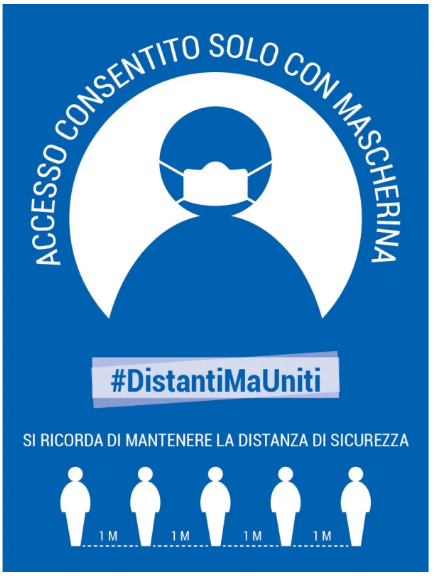 ACCESSO CONSENTITO SOLO CON MASCHERINA
#DistantiMaUniti
SI RICORDA DI MANTENERE LA DISTANZA DI SICUREZZA
1 M 1 M 1 M 1 M